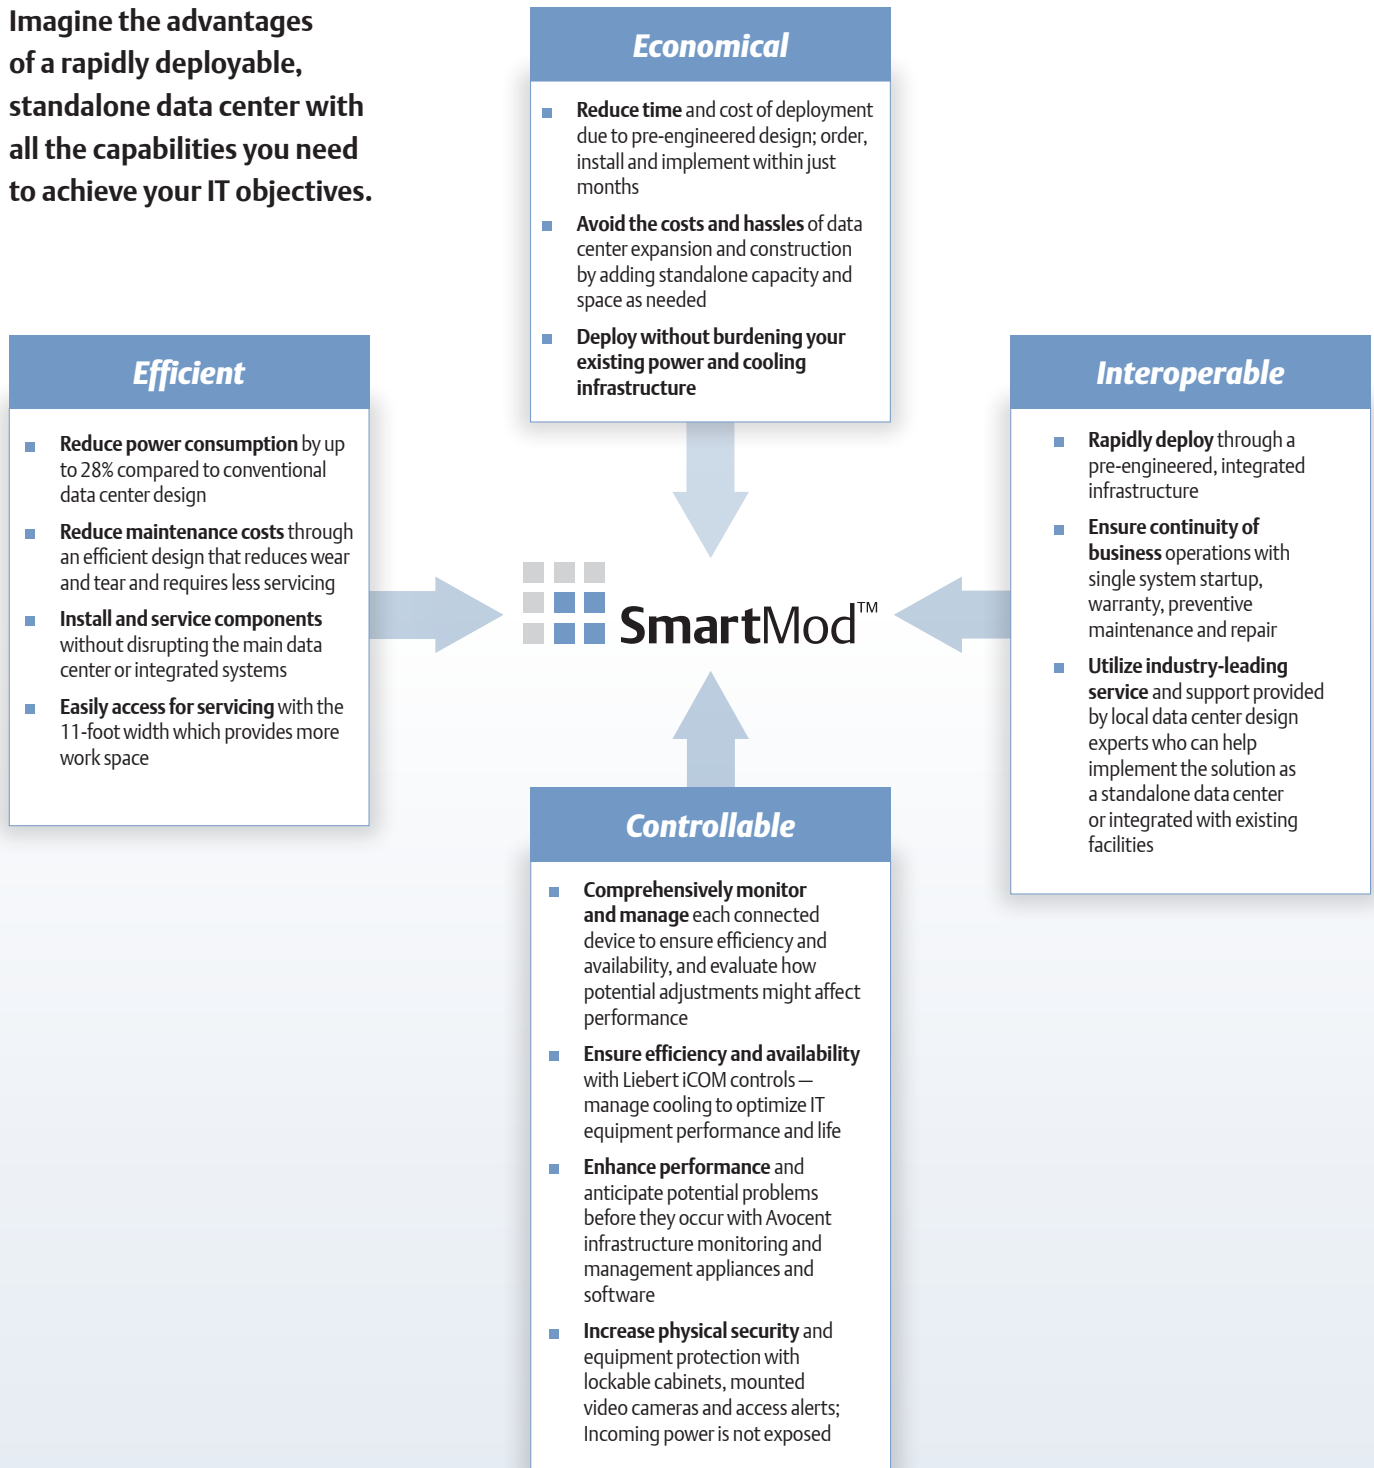 Imagine the advantages
of a rapidly deployable,
standalone data center with
all the capabilities you need
to achieve your IT objectives.
Economical
Reduce time and cost of deployment
due to pre-engineered design; order,
install and implement within just
months
Avoid the costs and hassles of data
center expansion and construction
by adding standalone capacity and
space as needed
Deploy without burdening your
existing power and cooling
infrastructure
Efficient
Reduce power consumption by up
to 28% compared to conventional
data center design
Reduce maintenance costs through
an efficient design that reduces wear
and tear and requires less servicing
Install and service components
without disrupting the main data
center or integrated systems
Easily access for servicing with the
11-foot width which provides more
work space
SmartMod™
Interoperable
Rapidly deploy through a
pre-engineered, integrated
infrastructure
Ensure continuity of
business operations with
single system startup,
warranty, preventive
maintenance and repair
Utilize industry-leading
service and support provided
by local data center design
experts who can help
implement the solution as
a standalone data center
or integrated with existing
facilities
Controllable
Comprehensively monitor
and manage each connected
device to ensure efficiency and
availability, and evaluate how
potential adjustments might affect
performance
Ensure efficiency and availability
with Liebert iCOM controls —
manage cooling to optimize IT
equipment performance and life
Enhance performance and
anticipate potential problems
before they occur with Avocent
infrastructure monitoring and
management appliances and
software
Increase physical security and
equipment protection with
lockable cabinets, mounted
video cameras and access alerts;
Incoming power is not exposed